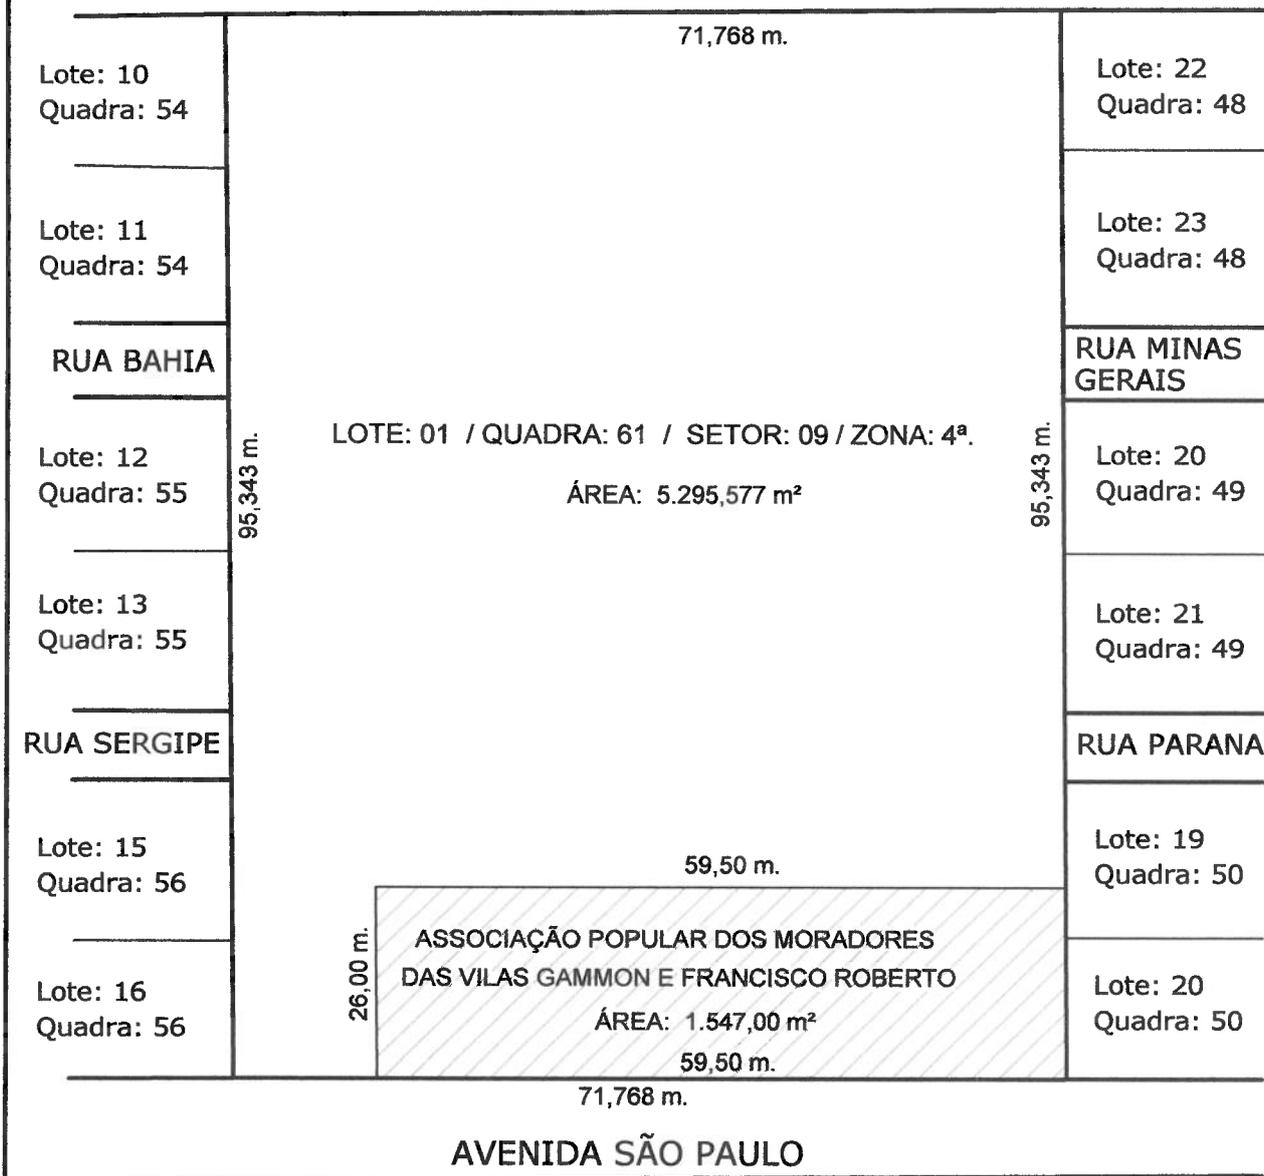 71,768 m.
Lote: 10
Quadra: 54
Lote: 11
Quadra: 54
RUA BAHIA
Lote: 12
Quadra: 55
Lote: 13
Quadra: 55
RUA SERGIPE
Lote: 15
Quadra: 56
Lote: 16
Quadra: 56
95,343 m.
LOTE: 01 / QUADRA: 61 / SETOR: 09 / ZONA: 4ª.
ÁREA: 5.295,577 m²
95,343 m.
59,50 m.
26,00 m.
ASSOCIAÇÃO POPULAR DOS MORADORES
DAS VILAS GAMMON E FRANCISCO ROBERTO
ÁREA: 1.547,00 m²
59,50 m.
71,768 m.
Lote: 22
Quadra: 48
Lote: 23
Quadra: 48
RUA MINAS
GERAIS
Lote: 20
Quadra: 49
Lote: 21
Quadra: 49
RUA PARANA
Lote: 19
Quadra: 50
Lote: 20
Quadra: 50
AVENIDA SÃO PAULO